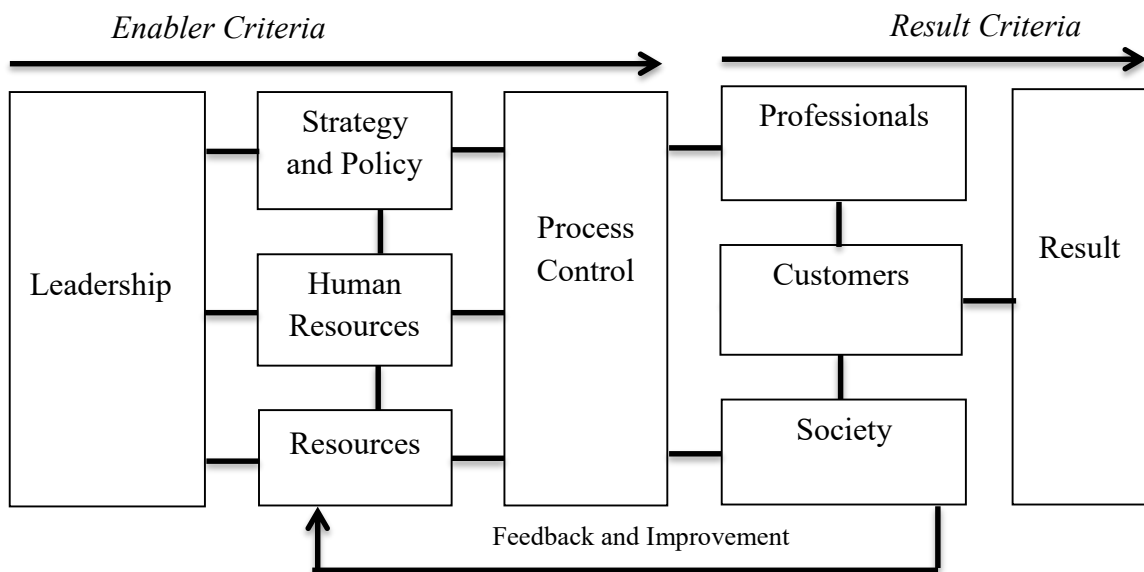 Enabler Criteria
Result Criteria
Leadership
Strategy
and Policy
Human
Resources
Resources
Process
Control
Professionals
Customers
Society
Result
Feedback and Improvement